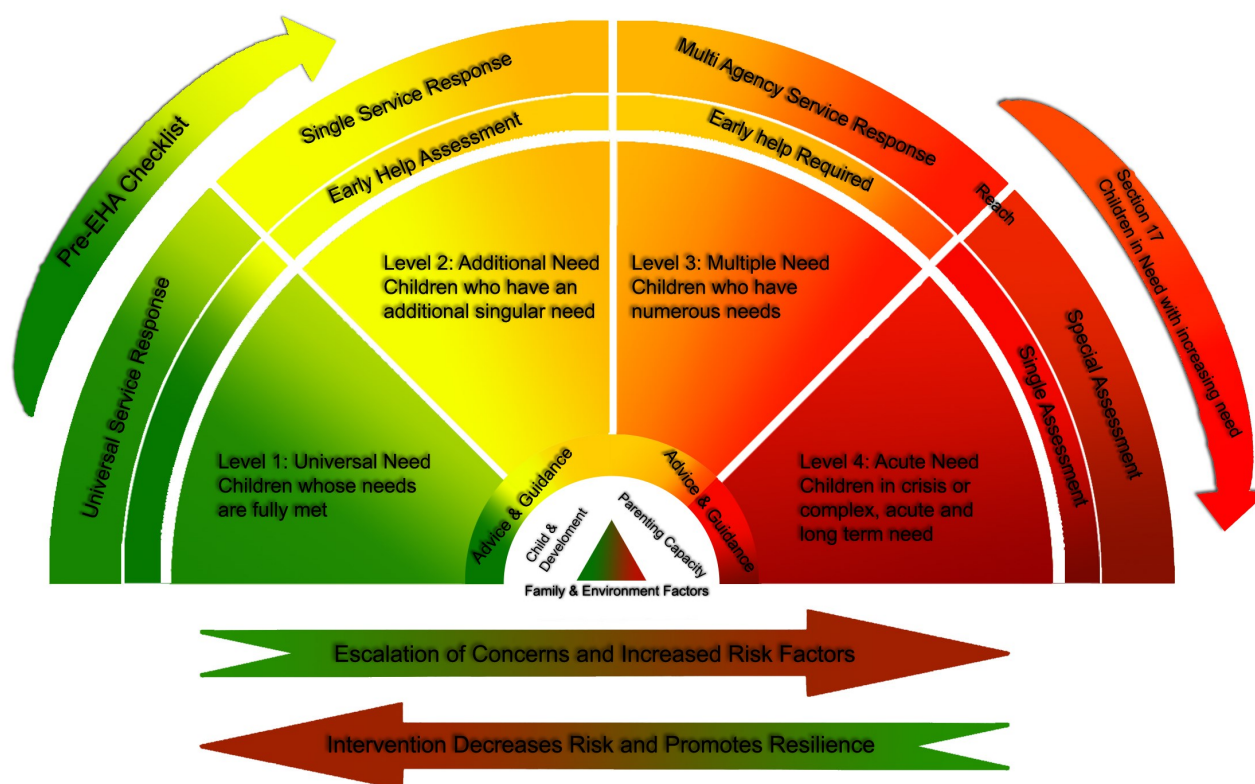 Pre-EHA Checklist
Universal Service Response
Single Service Response
Early Help Assessment
Multi Agency Service Response
Early help Required
Reach
Section 17
Children in Need with increasing need
Special Assessment
Single Assessment
Level 1: Universal Need
Children whose needs
are fully met
Level 2: Additional Need
Children who have an
additional singular need
Level 3: Multiple Need
Children who have
numerous needs
Level 4: Acute Need
Children in crisis or
complex, acute and
long term need
Advice & Guidance
Advice & Guidance
Child &
Develoment
Parenting Capacity
Family & Environment Factors
Escalation of Concerns and Increased Risk Factors
Intervention Decreases Risk and Promotes Resilience